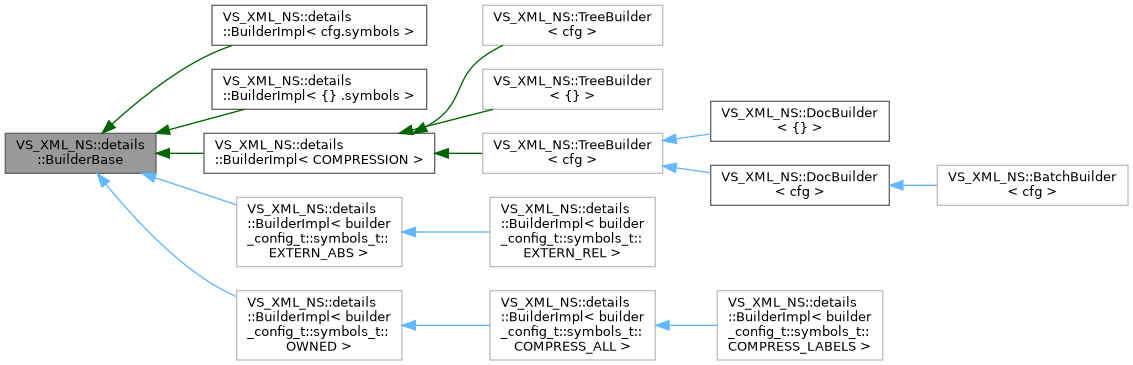 VS_XML_NS::details
::BuilderBase
VS_XML_NS::details
::BuilderImpl< cfg.symbols >
VS_XML_NS::details
::BuilderImpl< {} .symbols >
VS_XML_NS::details
::BuilderImpl< COMPRESSION >
VS_XML_NS::details
::BuilderImpl< builder
_config_t::symbols_t::
EXTERN_ABS >
VS_XML_NS::details
::BuilderImpl< builder
_config_t::symbols_t::
OWNED >
VS_XML_NS::TreeBuilder
< cfg >
VS_XML_NS::TreeBuilder
< {} >
VS_XML_NS::TreeBuilder
< cfg >
VS_XML_NS::details
::BuilderImpl< builder
_config_t::symbols_t::
EXTERN_REL >
VS_XML_NS::details
::BuilderImpl< builder
_config_t::symbols_t::
COMPRESS_ALL >
VS_XML_NS::DocBuilder
< {} >
VS_XML_NS::DocBuilder
< cfg >
VS_XML_NS::details
::BuilderImpl< builder
_config_t::symbols_t::
COMPRESS_LABELS >
VS_XML_NS::BatchBuilder
< cfg >